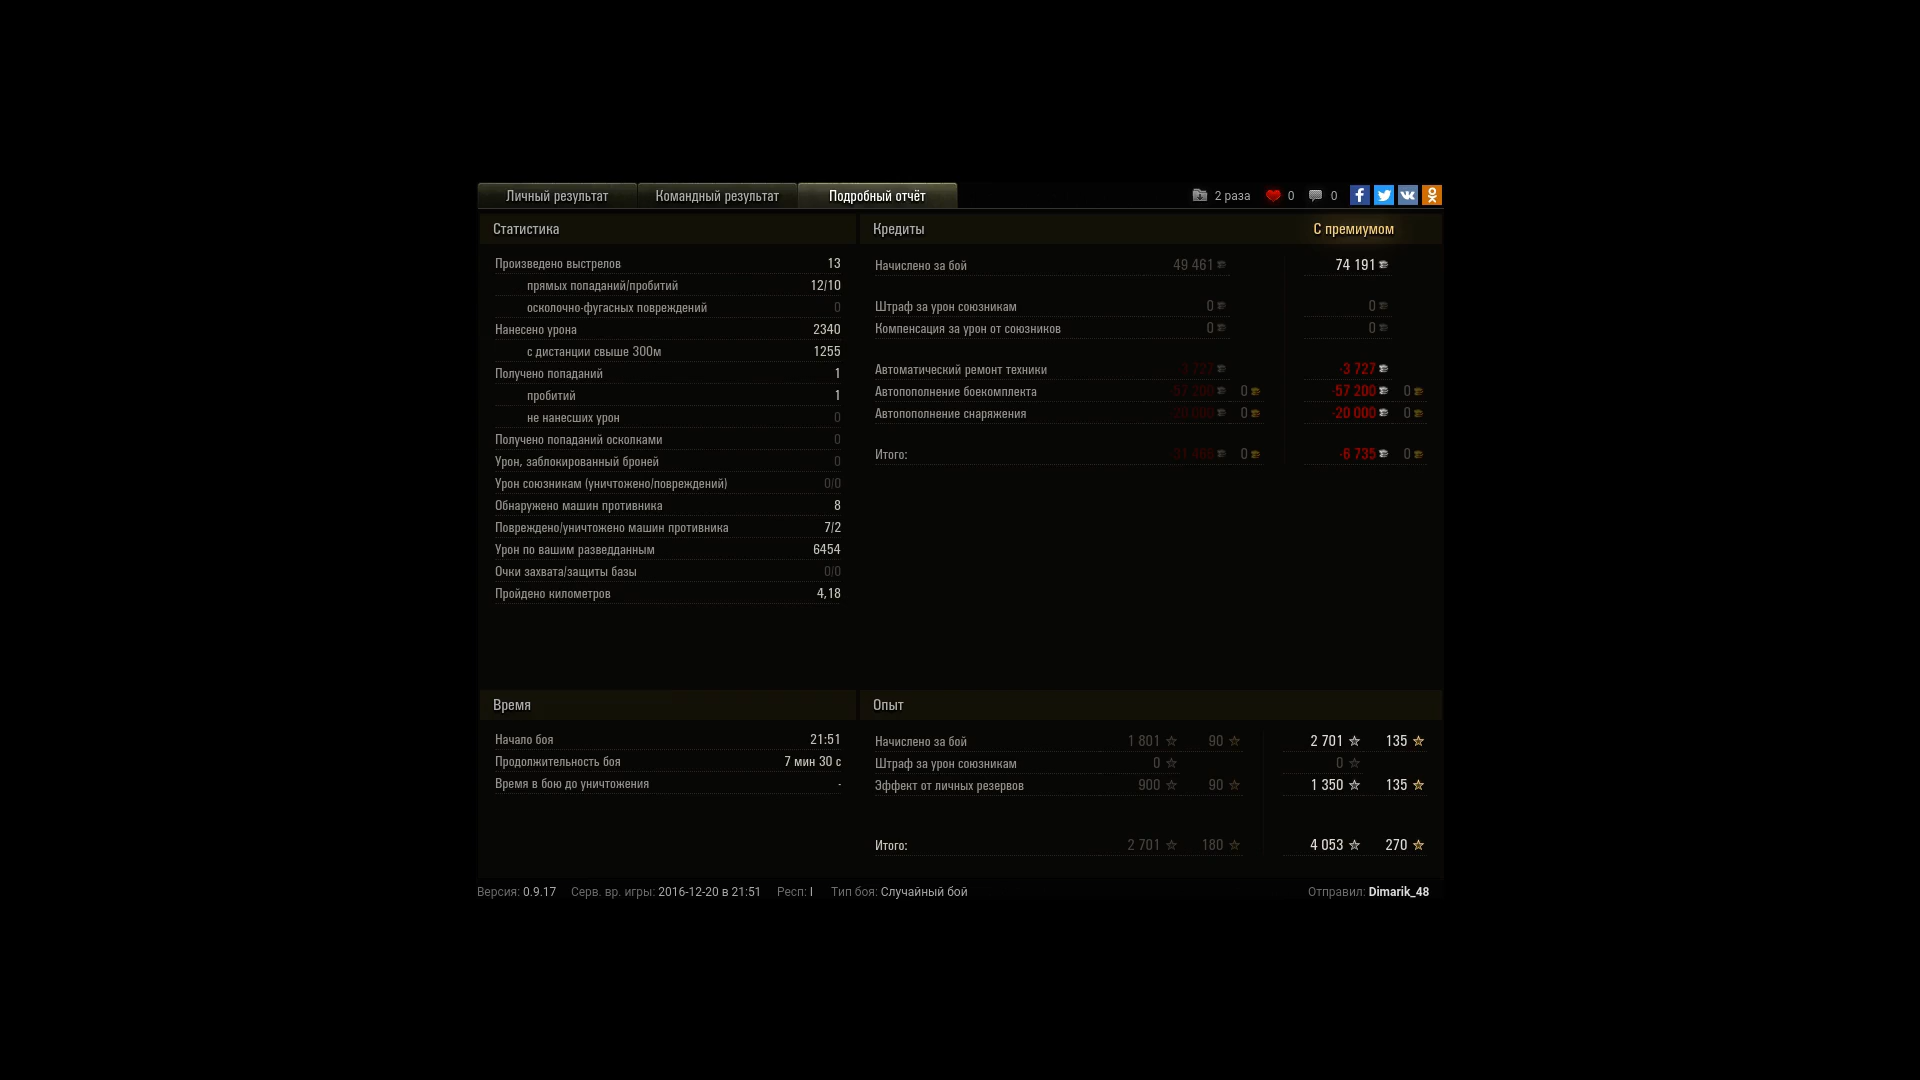 Личный результат Командный результат Подробный отчёт 2 раза 0 0
Статистика
Произведено выстрелов 13
прямых попаданий/пробитий 12/10
осколочно-фугасных повреждений 0
Нанесено урона 2340
с дистанции свыше 300м 1255
Получено попаданий 1
пробитий 1
не нанесших урон 0
Получено попаданий осколками 0
Урон, заблокированный броней 0
Урон союзникам (уничтожено/повреждений) 0/0
Обнаружено машин противника 8
Повреждено/уничтожено машин противника 7/2
Урон по вашим разведданным 6454
Очки захвата/защиты базы 0/0
Пройдено километров 4,18
Кредиты С премиумом
Начислено за бой 49 461 74 191
Штраф за урон союзникам 0 0
Компенсация за урон от союзников 0 0
Автоматический ремонт техники -3 727 -3 727
Автопополнение боекомплекта -57 200 0 -57 200 0
Автопополнение снаряжения -20 000 0 -20 000 0
Итого: -31 466 0 -6 735 0
Время
Начало боя 21:51
Продолжительность боя 7 мин 30 с
Время в бою до уничтожения -
Опыт
Начислено за бой 1 801 90 2 701 135
Штраф за урон союзникам 0 0
Эффект от личных резервов 900 90 1 350 135
Итого: 2 701 180 4 053 270
Версия: 0.9.17 Серв. вр. игры: 2016-12-20 в 21:51 Респ: I Тип боя: Случайный бой Отправил: Dimarik_48